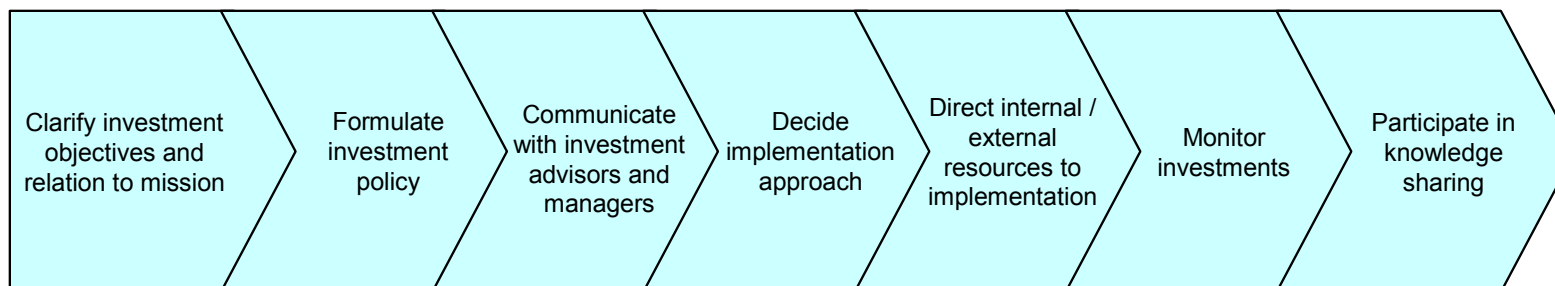 Clarify investment
objectives and
relation to mission
Formulate
investment
policy
Communicate
with investment
advisors and
managers
Decide
implementation
approach
Direct internal /
external
resources to
implementation
Monitor
investments
Participate in
knowledge
sharing